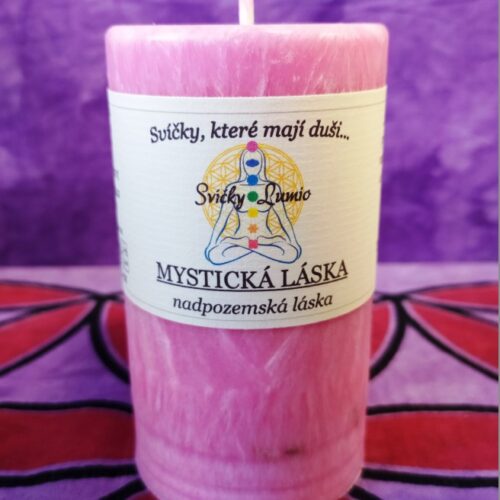 Svíčky, které mají duši...
Svíčky Lumio
MYSTICKÁ LÁSKA
nadpozemská láska